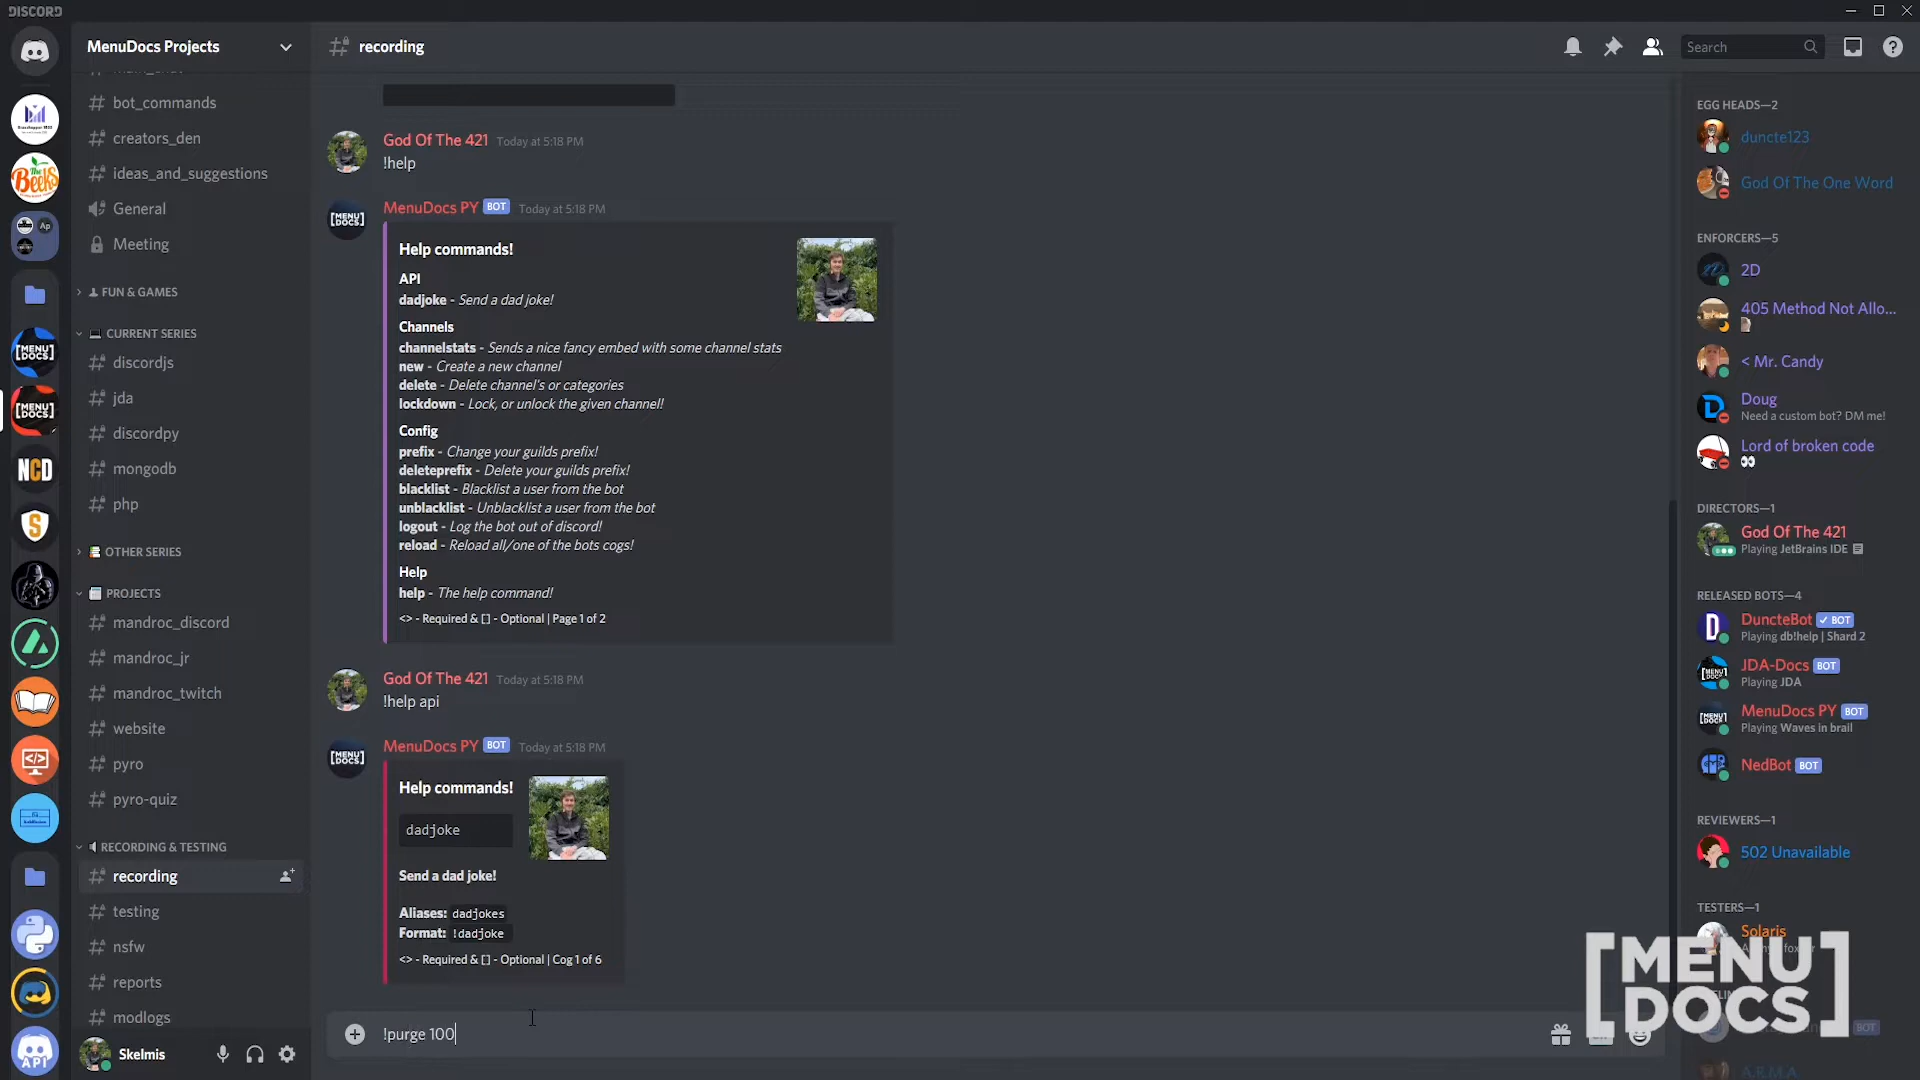 DISCORD
MenuDocs Projects
bot_commands
creators_den
ideas_and_suggestions
General
Meeting
FUN & GAMES
CURRENT SERIES
discordjs
jda
discordpy
mongodb
php
OTHER SERIES
PROJECTS
mandroc_discord
mandroc_jr
mandroc_twitch
website
pyro
pyro-quiz
RECORDING & TESTING
recording
testing
nsfw
reports
modlogs
Skelmis
[MENU DOCS]
[MENU DOCS]
NCD
API
recording
Search
God Of The 421 Today at 5:18 PM
!help
MenuDocs PY BOT Today at 5:18 PM
Help commands!
API
dadjoke - Send a dad joke!
Channels
channelstats - Sends a nice fancy embed with some channel stats
new - Create a new channel
delete - Delete channel's or categories
lockdown - Lock, or unlock the given channel!
Config
prefix - Change your guilds prefix!
deleteprefix - Delete your guilds prefix!
blacklist - Blacklist a user from the bot
unblacklist - Unblacklist a user from the bot
logout - Log the bot out of discord!
reload - Reload all/one of the bots cogs!
Help
help - The help command!
<> - Required & [] - Optional | Page 1 of 2
God Of The 421 Today at 5:18 PM
!help api
MenuDocs PY BOT Today at 5:18 PM
Help commands!
dadjoke
Send a dad joke!
Aliases: dadjokes
Format: !dadjoke
<> - Required & [] - Optional | Cog 1 of 6
!purge 100
EGG HEADS—2
duncte123
God Of The One Word
ENFORCERS—5
2D
405 Method Not Allo...
< Mr. Candy
Doug
Need a custom bot? DM me!
Lord of broken code
DIRECTORS—1
God Of The 421
Playing JetBrains IDE
RELEASED BOTS—4
DuncteBot BOT
Playing db!help | Shard 2
JDA-Docs BOT
Playing JDA
MenuDocs PY BOT
Playing Waves in brail
NedBot BOT
REVIEWERS—1
502 Unavailable
TESTERS—1
Solaris
[MENU
DOCS]
BOT